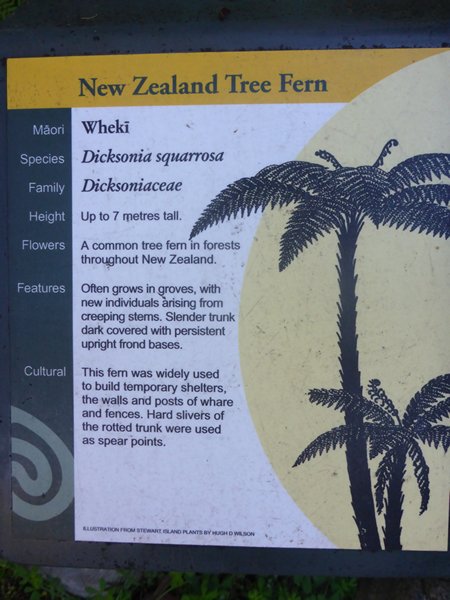 New Zealand Tree Fern
Māori Whekī
Species Dicksonia squarrosa
Family Dicksoniaceae
Height Up to 7 metres tall.
Flowers A common tree fern in forests
throughout New Zealand.
Features Often grows in groves, with
new individuals arising from
creeping stems. Slender trunk
dark covered with persistent
upright frond bases.
Cultural This fern was widely used
to build temporary shelters,
the walls and posts of whare
and fences. Hard slivers of
the rotted trunk were used
as spear points.
ILLUSTRATION FROM STEWART ISLAND PLANTS BY HUGH D WILSON